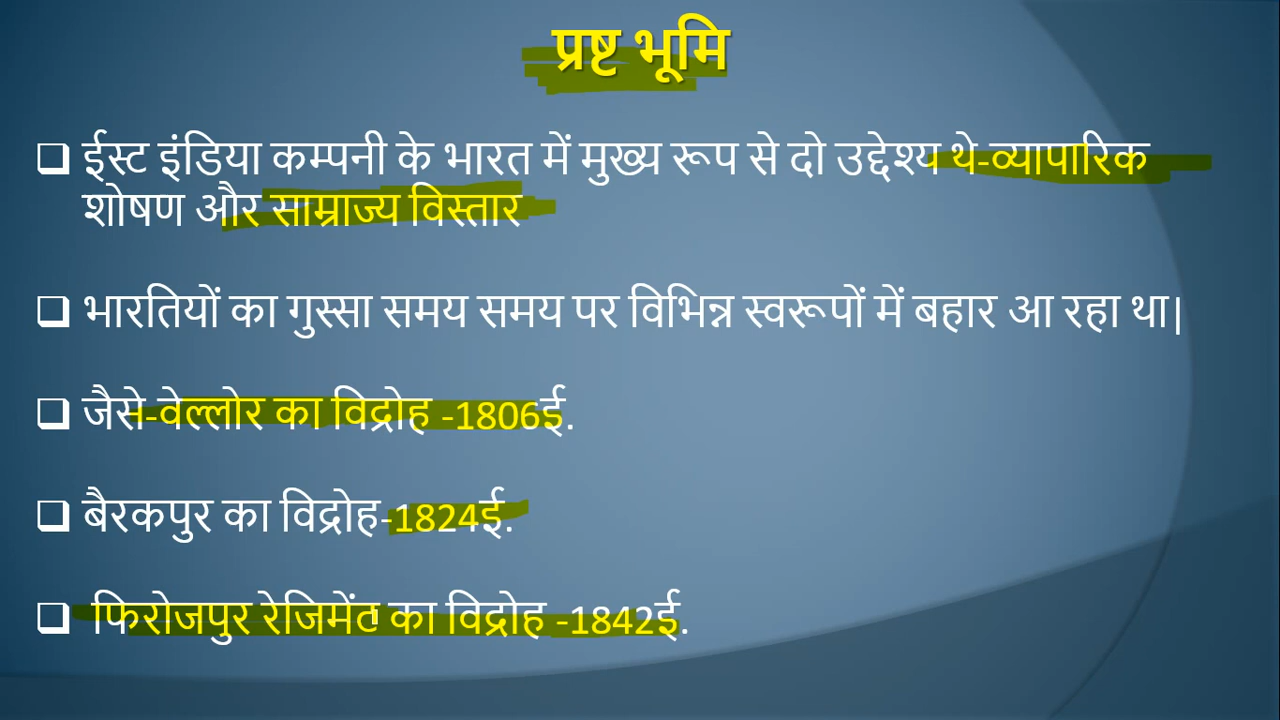 प्रष्ट भूमि
ईस्ट इंडिया कम्पनी के भारत में मुख्य रूप से दो उद्देश्य थे-व्यापारिक
शोषण और साम्राज्य विस्तार
भारतियों का गुस्सा समय समय पर विभिन्न स्वरूपों में बहार आ रहा था|
जैसे-वेल्लोर का विद्रोह -1806ई.
बैरकपुर का विद्रोह-1824ई.
फिरोजपुर रेजिमेंट का विद्रोह -1842ई.